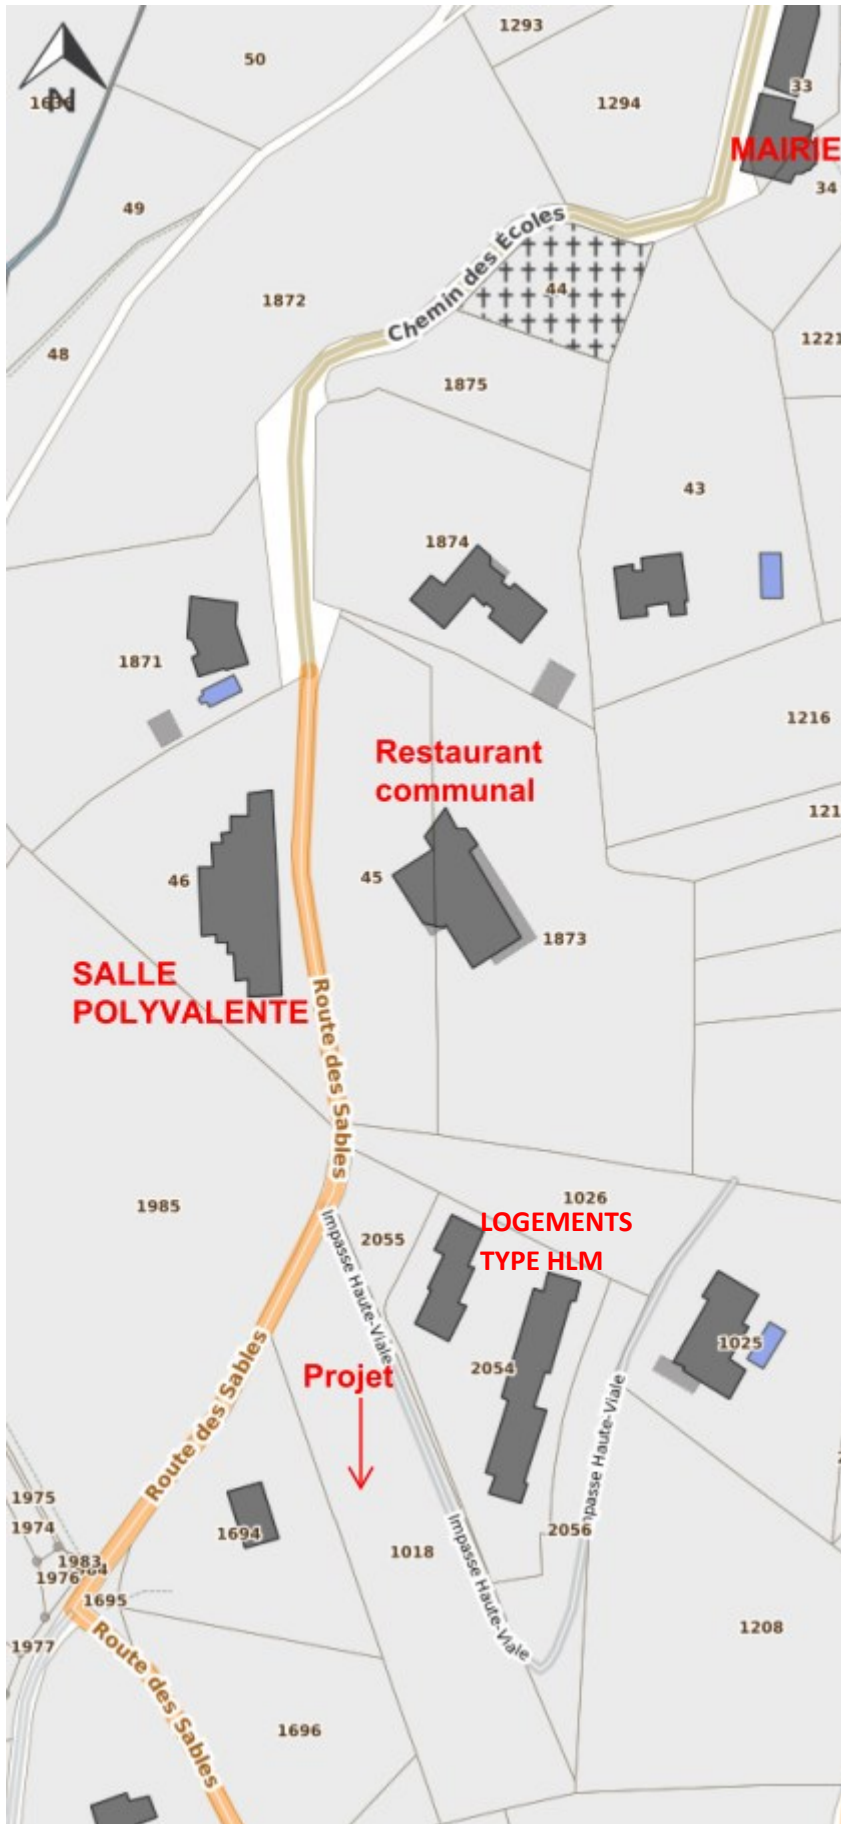 1293
50
33
N
1294
MAIRIE
34
49
Chemin des Écoles
44
1872
1221
48
1875
43
1874
1871
1216
Restaurant
communal
121
46
45
1873
SALLE
POLYVALENTE
Route des Sables
1985
1026
2055
LOGEMENTS
TYPE HLM
Impasse Haute-Viale
1025
Projet
2054
Route des Sables
Impasse Haute-Viale
1975
1974
1694
2056
1018
Impasse Haute-Viale
1983
1976
1695
1208
1977
Route des Sables
1696